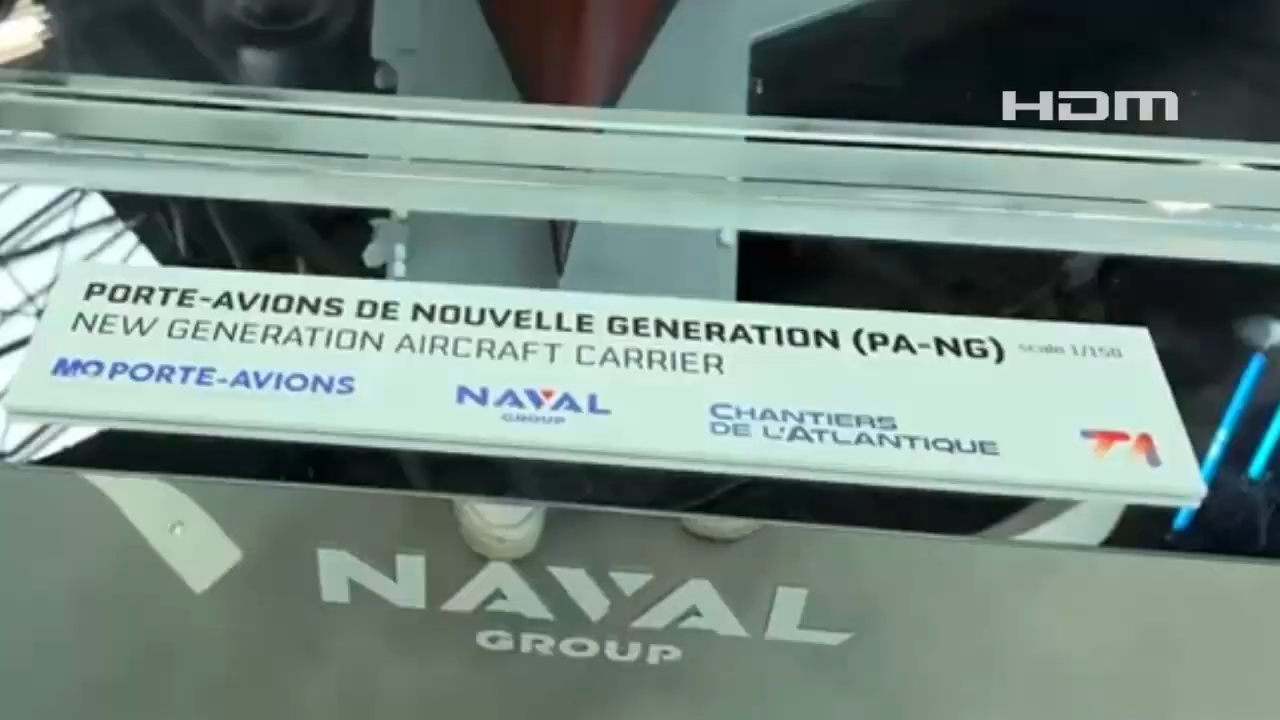 HDM
PORTE-AVIONS DE NOUVELLE GENERATION (PA-NG) scale 1/150
NEW GENERATION AIRCRAFT CARRIER
MO PORTE-AVIONS
NAVAL
GROUP
CHANTIERS
DE L'ATLANTIQUE
TA
NAVAL
GROUP